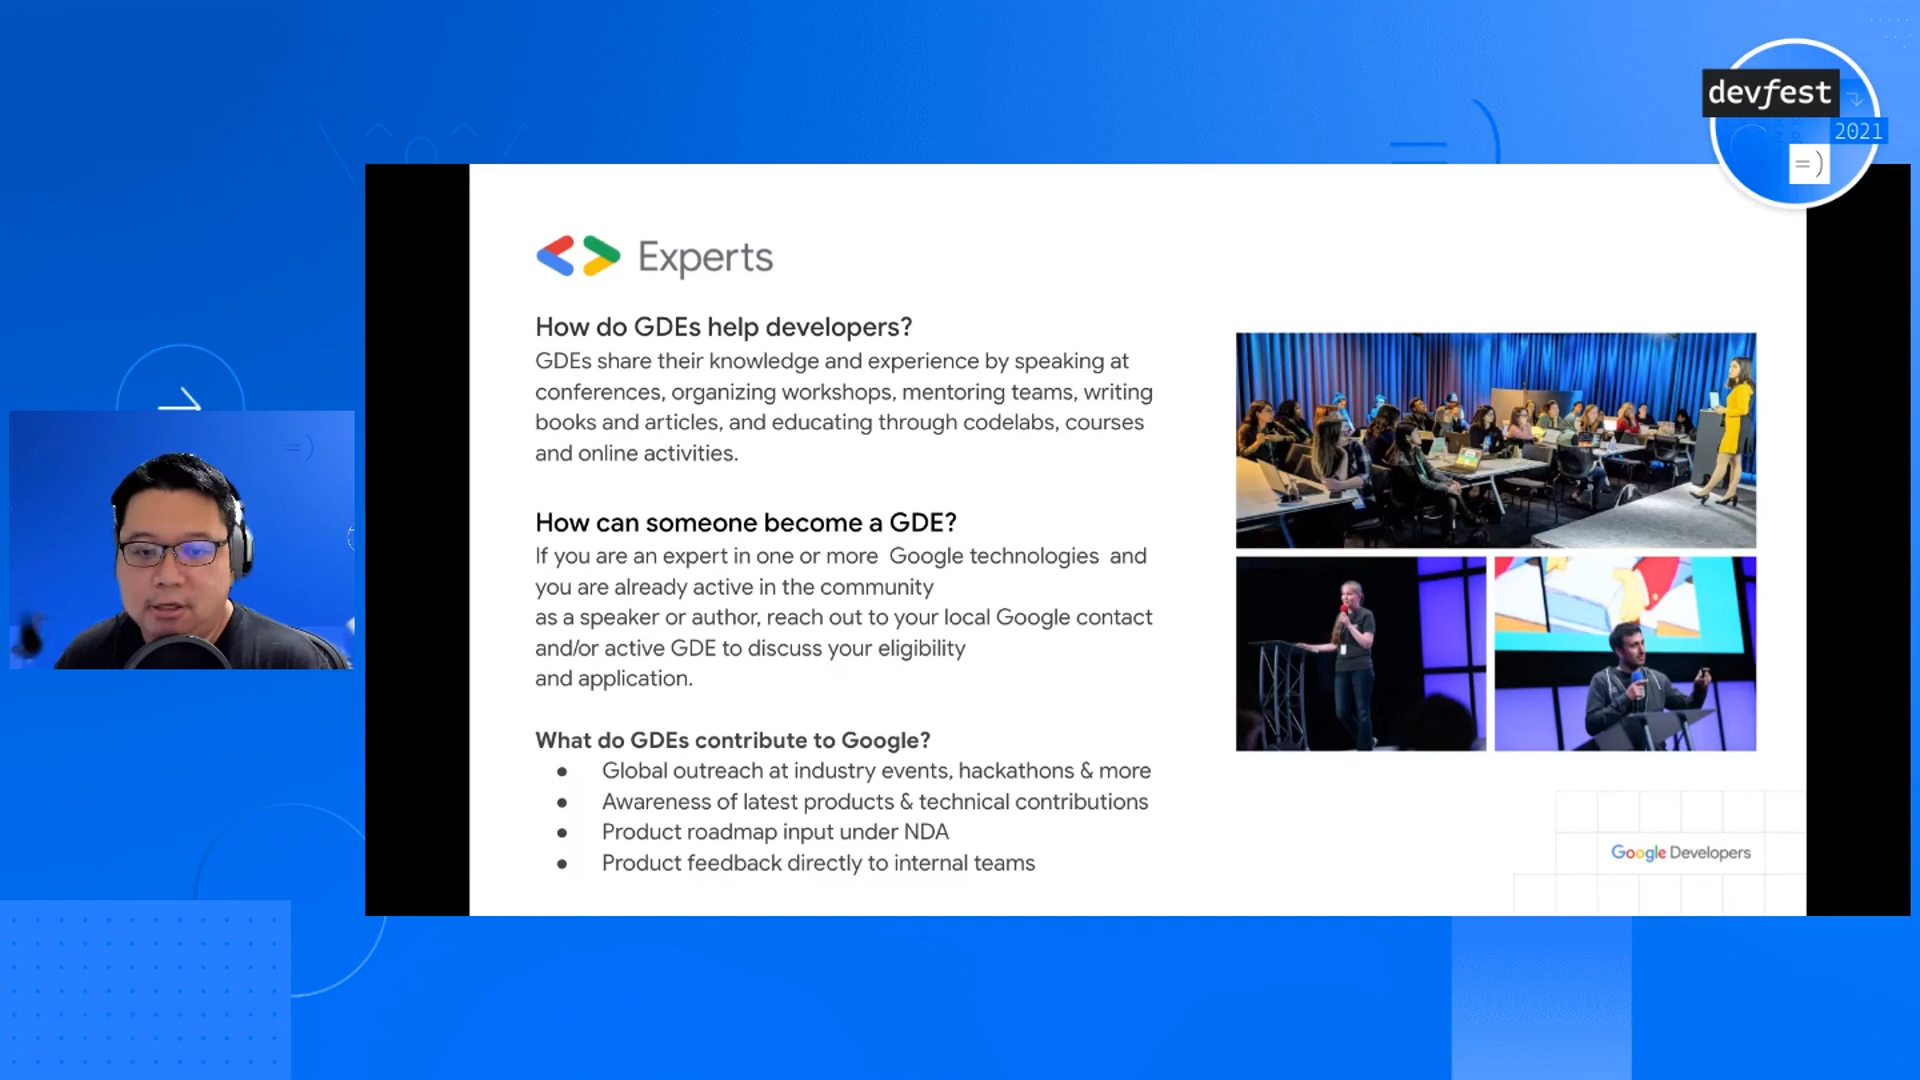 devfest
2021
=)
Experts
How do GDEs help developers?
GDEs share their knowledge and experience by speaking at
conferences, organizing workshops, mentoring teams, writing
books and articles, and educating through codelabs, courses
and online activities.
How can someone become a GDE?
If you are an expert in one or more Google technologies and
you are already active in the community
as a speaker or author, reach out to your local Google contact
and/or active GDE to discuss your eligibility
and application.
What do GDEs contribute to Google?
● Global outreach at industry events, hackathons & more
● Awareness of latest products & technical contributions
● Product roadmap input under NDA
● Product feedback directly to internal teams
Google Developers